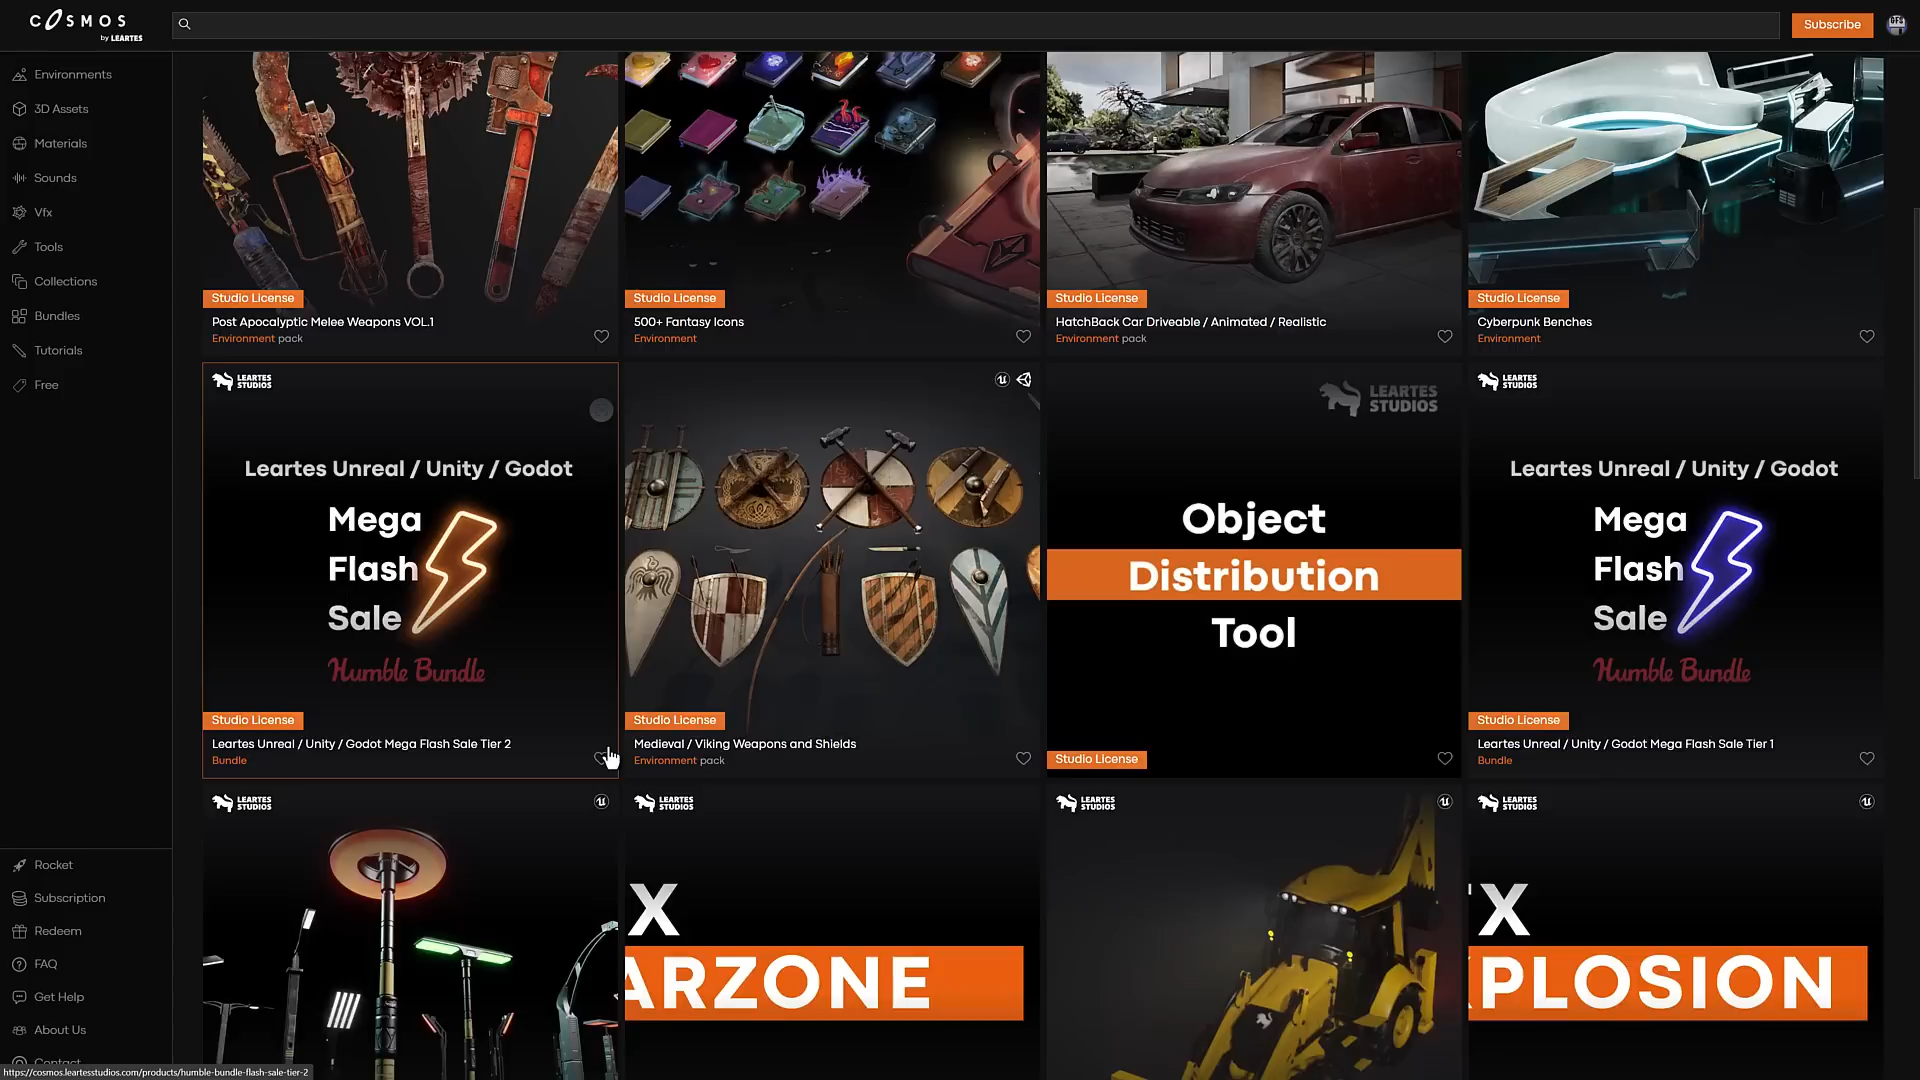 COSMOS
by LEARTES
Subscribe
GFS
Environments
3D Assets
Materials
Sounds
Vfx
Tools
Collections
Bundles
Tutorials
Free
Rocket
Subscription
Redeem
FAQ
Get Help
About Us
Contact
Studio License
Post Apocalyptic Melee Weapons VOL.1
Environment pack
Studio License
500+ Fantasy Icons
Environment
Studio License
HatchBack Car Driveable / Animated / Realistic
Environment pack
Studio License
Cyberpunk Benches
Environment
LEARTES
STUDIOS
Leartes Unreal / Unity / Godot
Mega
Flash
Sale
Humble Bundle
Studio License
Leartes Unreal / Unity / Godot Mega Flash Sale Tier 2
Bundle
Studio License
Medieval / Viking Weapons and Shields
Environment pack
LEARTES
STUDIOS
Object
Distribution
Tool
Studio License
LEARTES
STUDIOS
Leartes Unreal / Unity / Godot
Mega
Flash
Sale
Humble Bundle
Studio License
Leartes Unreal / Unity / Godot Mega Flash Sale Tier 1
Bundle
LEARTES
STUDIOS
LEARTES
STUDIOS
X
ARZONE
LEARTES
STUDIOS
LEARTES
STUDIOS
X
PLOSION
https://cosmos.leartesstudios.com/products/humble-bundle-flash-sale-tier-2